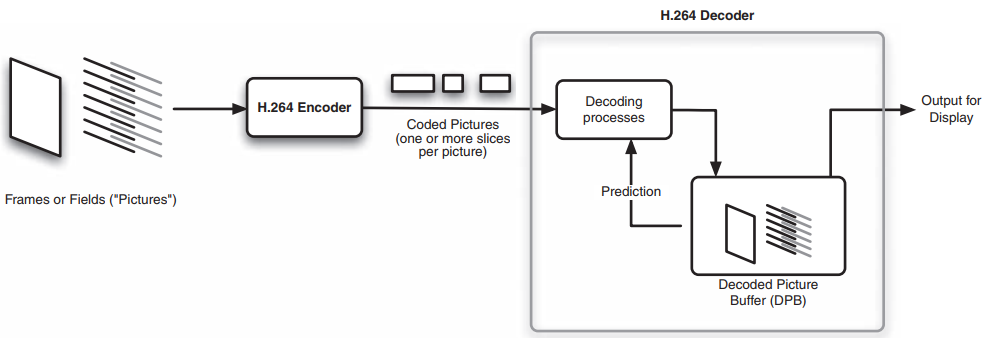 H.264 Decoder
H.264 Encoder
Decoding
processes
Output for
Display
Coded Pictures
(one or more slices
per picture)
Prediction
Frames or Fields ("Pictures")
Decoded Picture
Buffer (DPB)